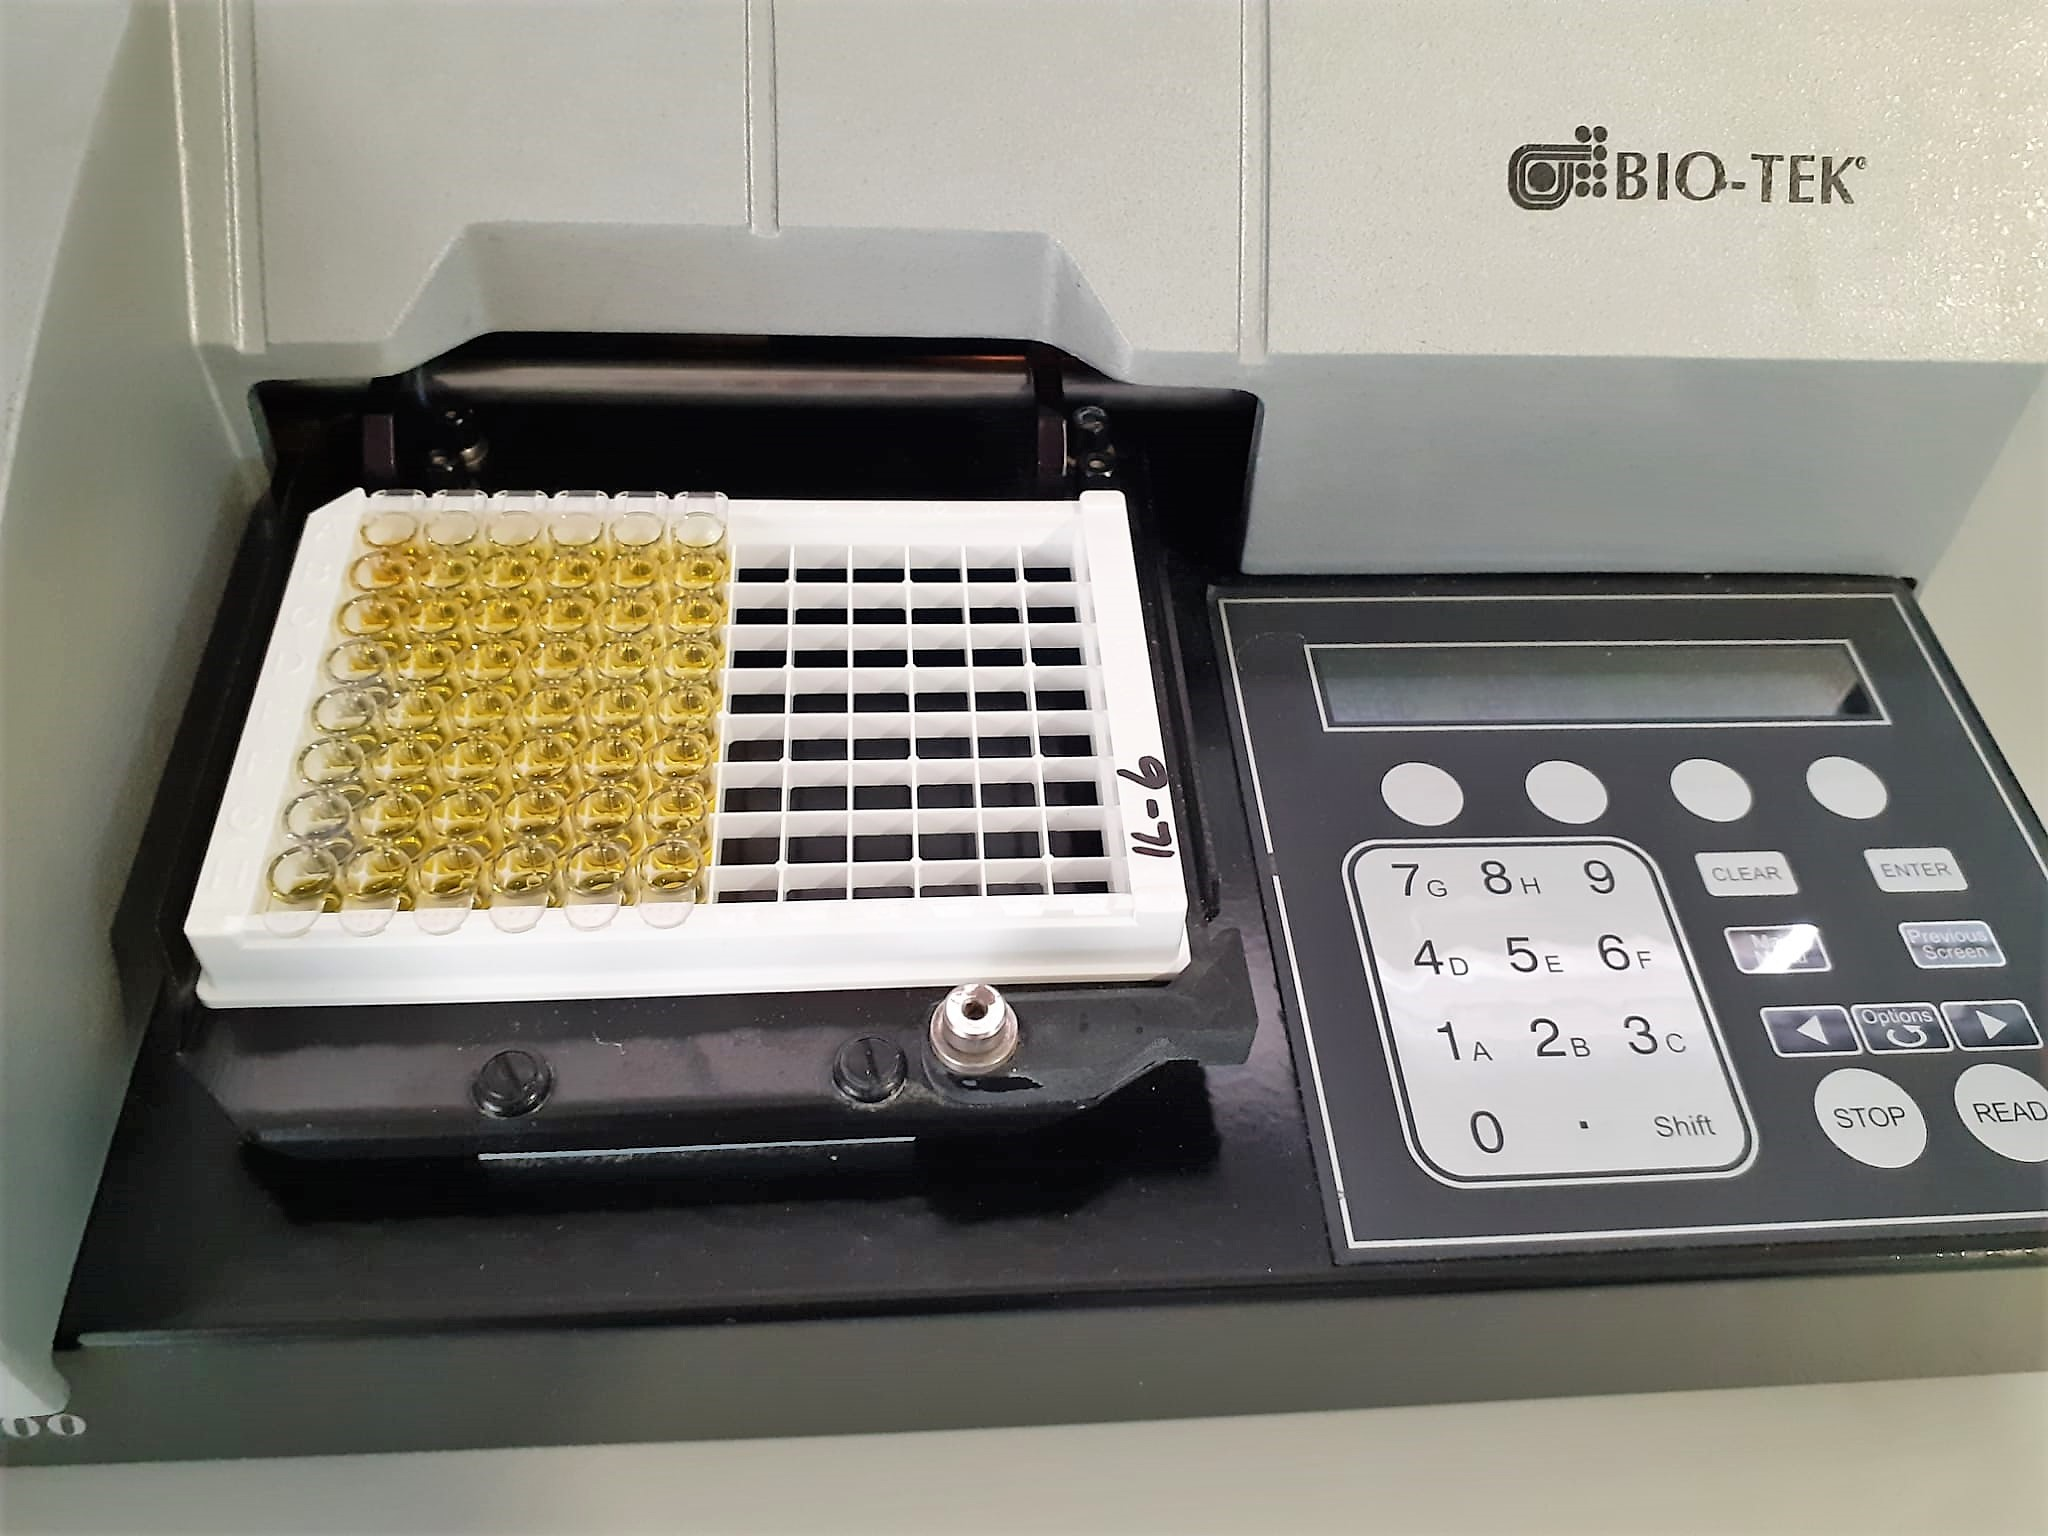 BIO-TEK
IL-6
7G 8H 9
4D 5E 6F
1A 2B 3C
0 . Shift
CLEAR
ENTER
Previous
Screen
Options
STOP
READ
00